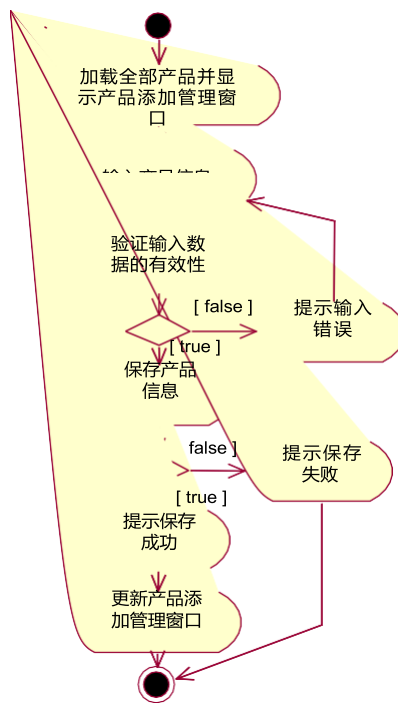 加载全部产品并显
示产品添加管理窗
口
验证输入数
据的有效性
[ false ]
提示输入
错误
[ true ]
保存产品
信息
false ]
提示保存
失败
[ true ]
提示保存
成功
更新产品添
加管理窗口